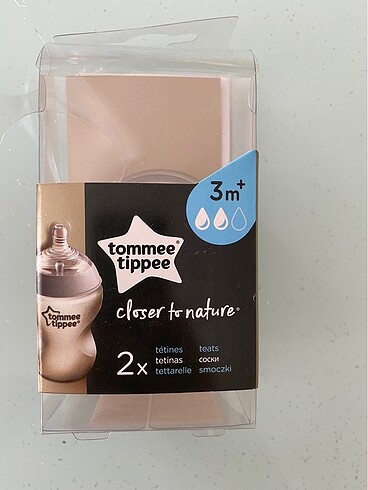 3m+
tommee®
tippee
closer to nature®
tommee
tippee®
2x
tétines teats
tetinas соски
tettarelle smoczki